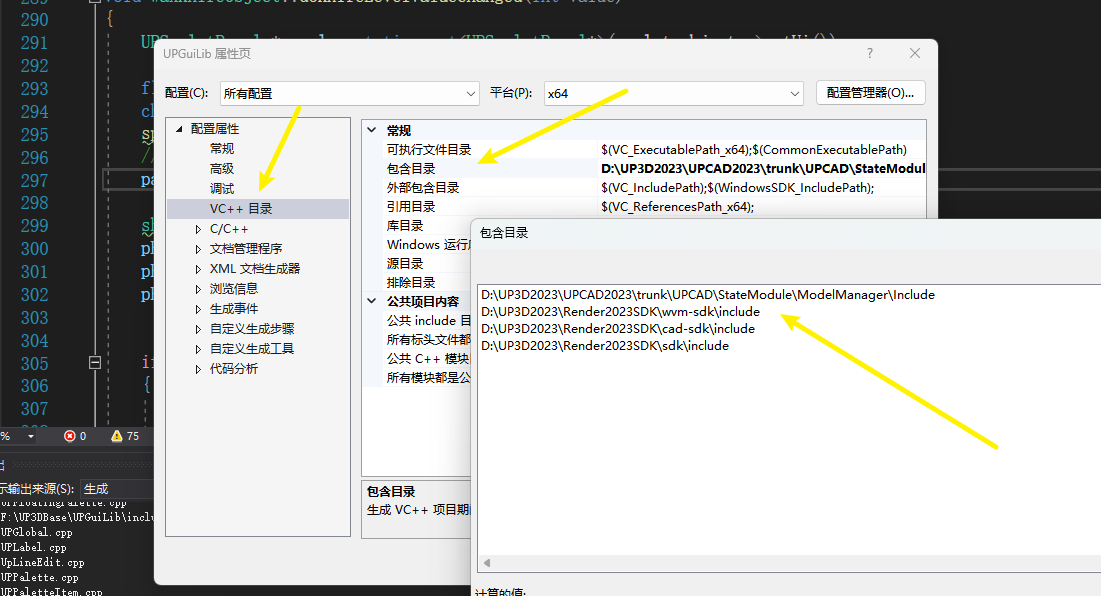 290
{
291
292
293
294
295
296
297
298
299
300
301
302
303
304
305
306
{
307
UPGuiLib 属性页
?
配置(C):
所有配置
平台(P):
x64
配置管理器(O)...
配置属性
常规
高级
调试
VC++ 目录
C/C++
文档管理程序
XML 文档生成器
浏览信息
生成事件
自定义生成步骤
自定义生成工具
代码分析
常规
可执行文件目录 $(VC_ExecutablePath_x64);$(CommonExecutablePath)
包含目录 D:\UP3D2023\UPCAD2023\trunk\UPCAD\StateModul
外部包含目录 $(VC_IncludePath);$(WindowsSDK_IncludePath);
引用目录 $(VC_ReferencesPath_x64);
库目录
Windows 运行
源目录
排除目录
公共项目内容
公共 include 目
所有标头文件都
公共 C++ 模块
所有模块都是公
包含目录
生成 VC++ 项目期
包含目录
D:\UP3D2023\UPCAD2023\trunk\UPCAD\StateModule\ModelManager\Include
D:\UP3D2023\Render2023SDK\wvm-sdk\include
D:\UP3D2023\Render2023SDK\cad-sdk\include
D:\UP3D2023\Render2023SDK\sdk\include
计算的值:
%
0
75
示输出来源(S): 生成
F:\UP3DBase\UPGuiLib\inclu
UPGlobal.cpp
UPLabel.cpp
UpLineEdit.cpp
UPPalette.cpp
UPPaletteItem.cpp